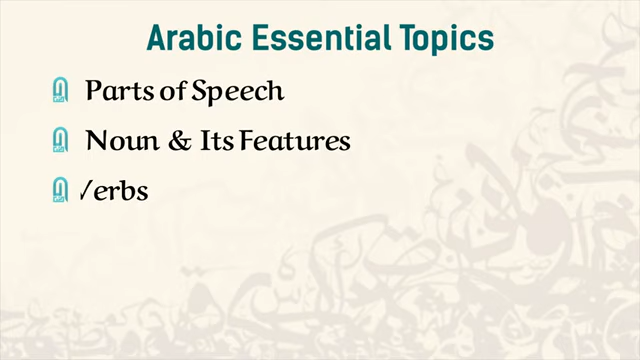 Arabic Essential Topics
Parts of Speech
Noun & Its Features
Verbs